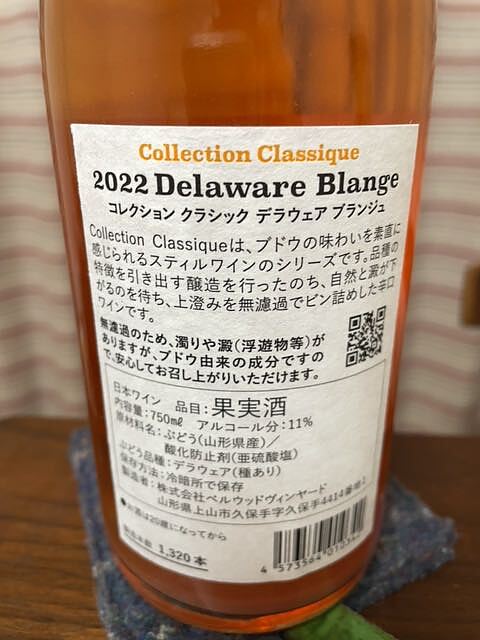 Collection Classique
2022 Delaware Blange
コレクション クラシック デラウェア ブランジュ
Collection Classiqueは、ブドウの味わいを素直に
感じられるスティルワインのシリーズです。品種の
特徴を引き出す醸造を行ったのち、自然と澱が下
がるのを待ち、上澄みを無濾過でビン詰めした辛口
ワインです。
無濾過のため、濁りや澱(浮遊物等)が
ありますが、ブドウ由来の成分ですの
で、安心してお召し上がりいただけます。
日本ワイン 品目:果実酒
内容量:750㎖ アルコール分:11%
原材料名:ぶどう(山形県産)/
酸化防止剤(亜硫酸塩)
ぶどう品種:デラウェア(種あり)
保存方法:冷暗所で保存
製造者:株式会社ベルウッドヴィンヤード
山形県上山市久保手字久保手4414番地1
●お酒は20歳になってから
製造本数 1,320 本